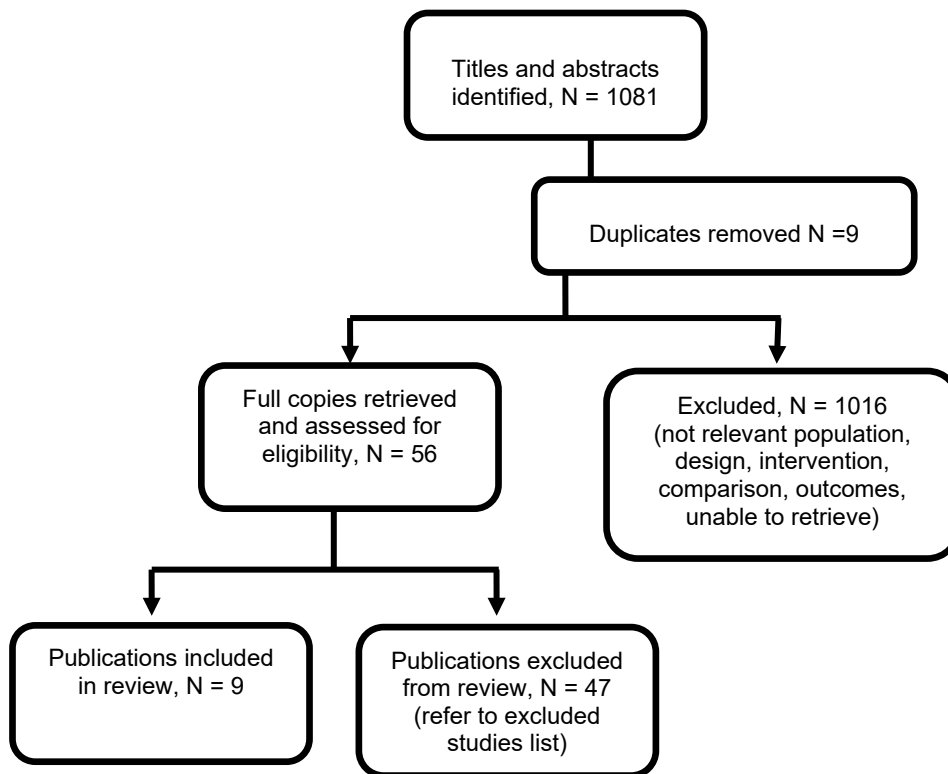 Titles and abstracts
identified, N = 1081
Duplicates removed N =9
Full copies retrieved
and assessed for
eligibility, N = 56
Excluded, N = 1016
(not relevant population,
design, intervention,
comparison, outcomes,
unable to retrieve)
Publications included
in review, N = 9
Publications excluded
from review, N = 47
(refer to excluded
studies list)